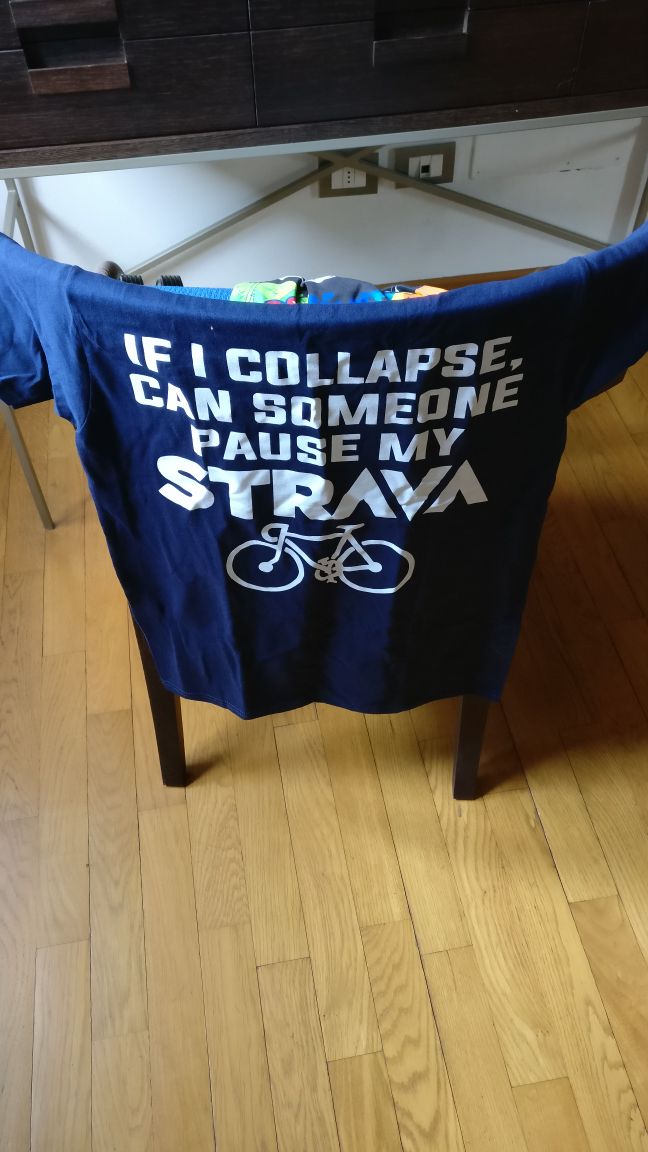 IF I COLLAPSE,
CAN SOMEONE
PAUSE MY
STRAVA